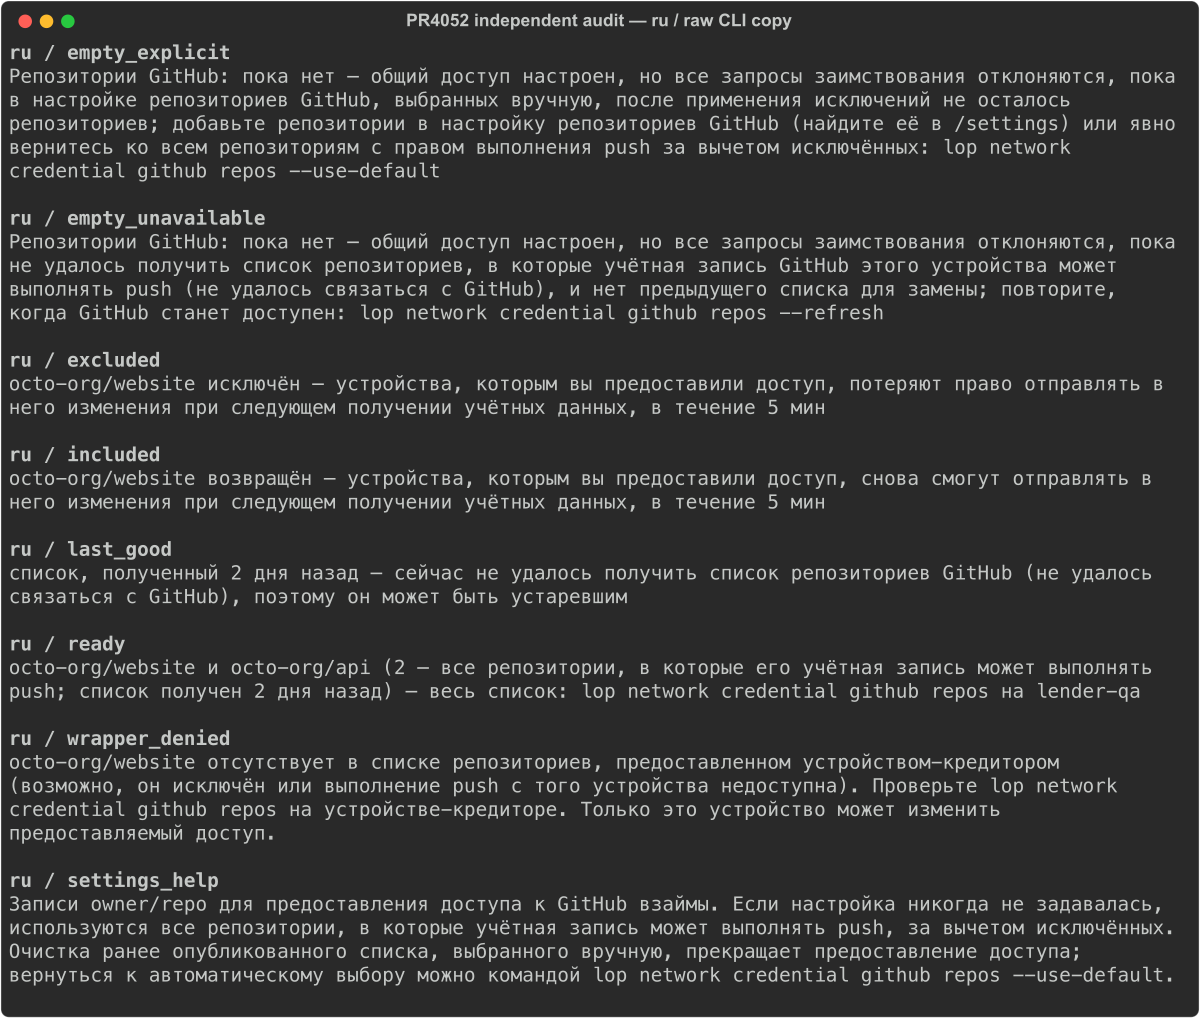 PR4052 independent audit — ru / raw CLI copy
ru / empty_explicit
Репозитории GitHub: пока нет — общий доступ настроен, но все запросы заимствования отклоняются, пока
в настройке репозиториев GitHub, выбранных вручную, после применения исключений не осталось
репозиториев; добавьте репозитории в настройку репозиториев GitHub (найдите её в /settings) или явно
вернитесь ко всем репозиториям с правом выполнения push за вычетом исключённых: lop network
credential github repos --use-default
ru / empty_unavailable
Репозитории GitHub: пока нет — общий доступ настроен, но все запросы заимствования отклоняются, пока
не удалось получить список репозиториев, в которые учётная запись GitHub этого устройства может
выполнять push (не удалось связаться с GitHub), и нет предыдущего списка для замены; повторите,
когда GitHub станет доступен: lop network credential github repos --refresh
ru / excluded
octo-org/website исключён — устройства, которым вы предоставили доступ, потеряют право отправлять в
него изменения при следующем получении учётных данных, в течение 5 мин
ru / included
octo-org/website возвращён — устройства, которым вы предоставили доступ, снова смогут отправлять в
него изменения при следующем получении учётных данных, в течение 5 мин
ru / last_good
список, полученный 2 дня назад — сейчас не удалось получить список репозиториев GitHub (не удалось
связаться с GitHub), поэтому он может быть устаревшим
ru / ready
octo-org/website и octo-org/api (2 — все репозитории, в которые его учётная запись может выполнять
push; список получен 2 дня назад) — весь список: lop network credential github repos на lender-qa
ru / wrapper_denied
octo-org/website отсутствует в списке репозиториев, предоставленном устройством-кредитором
(возможно, он исключён или выполнение push с того устройства недоступна). Проверьте lop network
credential github repos на устройстве-кредиторе. Только это устройство может изменить
предоставляемый доступ.
ru / settings_help
Записи owner/repo для предоставления доступа к GitHub взаймы. Если настройка никогда не задавалась,
используются все репозитории, в которые учётная запись может выполнять push, за вычетом исключённых.
Очистка ранее опубликованного списка, выбранного вручную, прекращает предоставление доступа;
вернуться к автоматическому выбору можно командой lop network credential github repos --use-default.